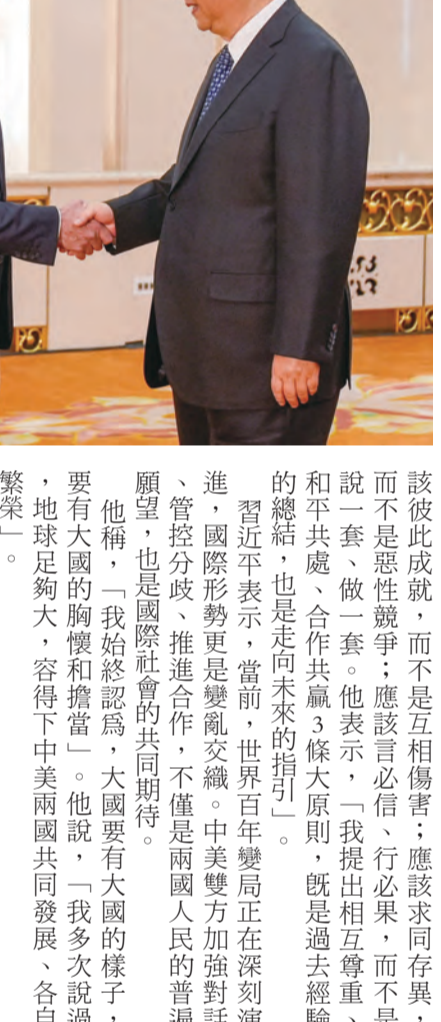 該彼此成就，而不是互相傷害；應該求同存異，
而不是惡性競爭；應該言必信、行必果，而不是
說一套、做一套。他表示，「我提出相互尊重、
和平共處、合作共贏3條大原則，既是過去經驗
的總結，也是走向未來的指引」。
習近平表示，當前，世界百年變局正在深刻演
進，國際形勢更是變亂交織。中美雙方加強對話
、管控分歧、推進合作，不僅是兩國人民的普遍
願望，也是國際社會的共同期待。
他稱，「我始終認爲，大國要有大國的樣子，
要有大國的胸懷和擔當」。他說，「我多次說過
，地球足夠大，容得下中美兩國共同發展、各自
繁榮」。